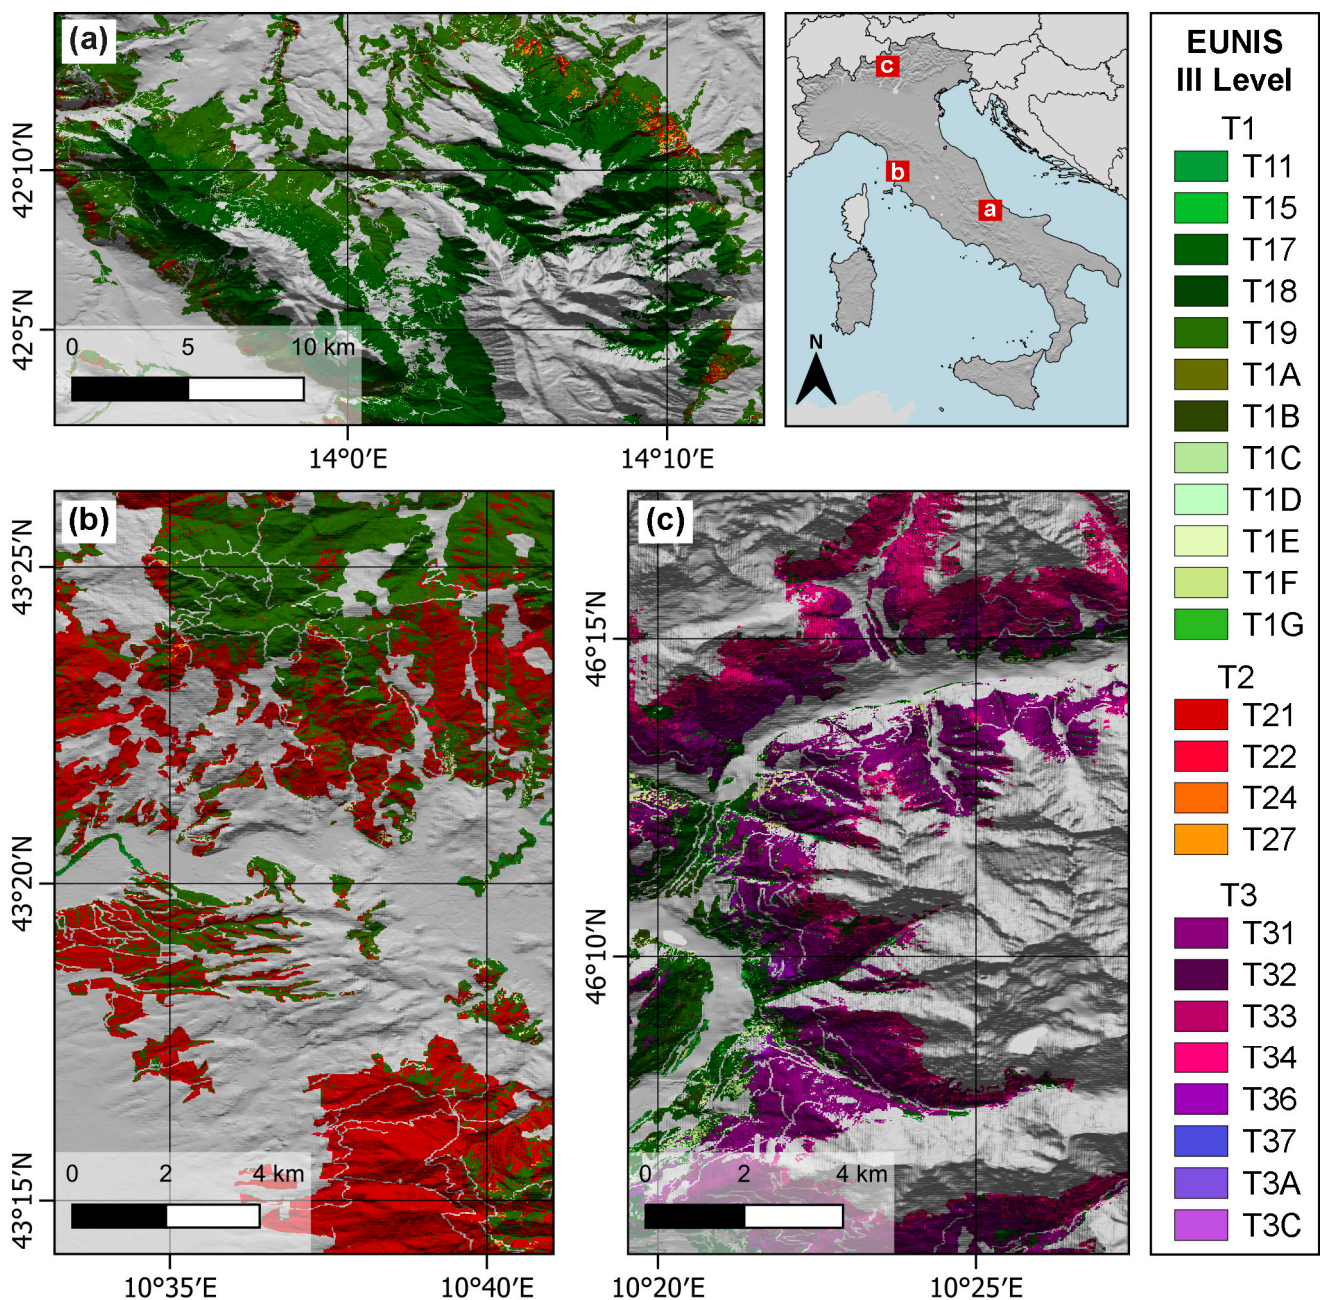 (a)
42°10′N
42°5′N
0 5 10 km
14°0′E 14°10′E
c
b
a
N
(b)
43°25′N
43°20′N
43°15′N
0 2 4 km
10°35′E 10°40′E
(c)
46°15′N
46°10′N
0 2 4 km
10°20′E 10°25′E
EUNIS
III Level
T1
T11
T15
T17
T18
T19
T1A
T1B
T1C
T1D
T1E
T1F
T1G
T2
T21
T22
T24
T27
T3
T31
T32
T33
T34
T36
T37
T3A
T3C